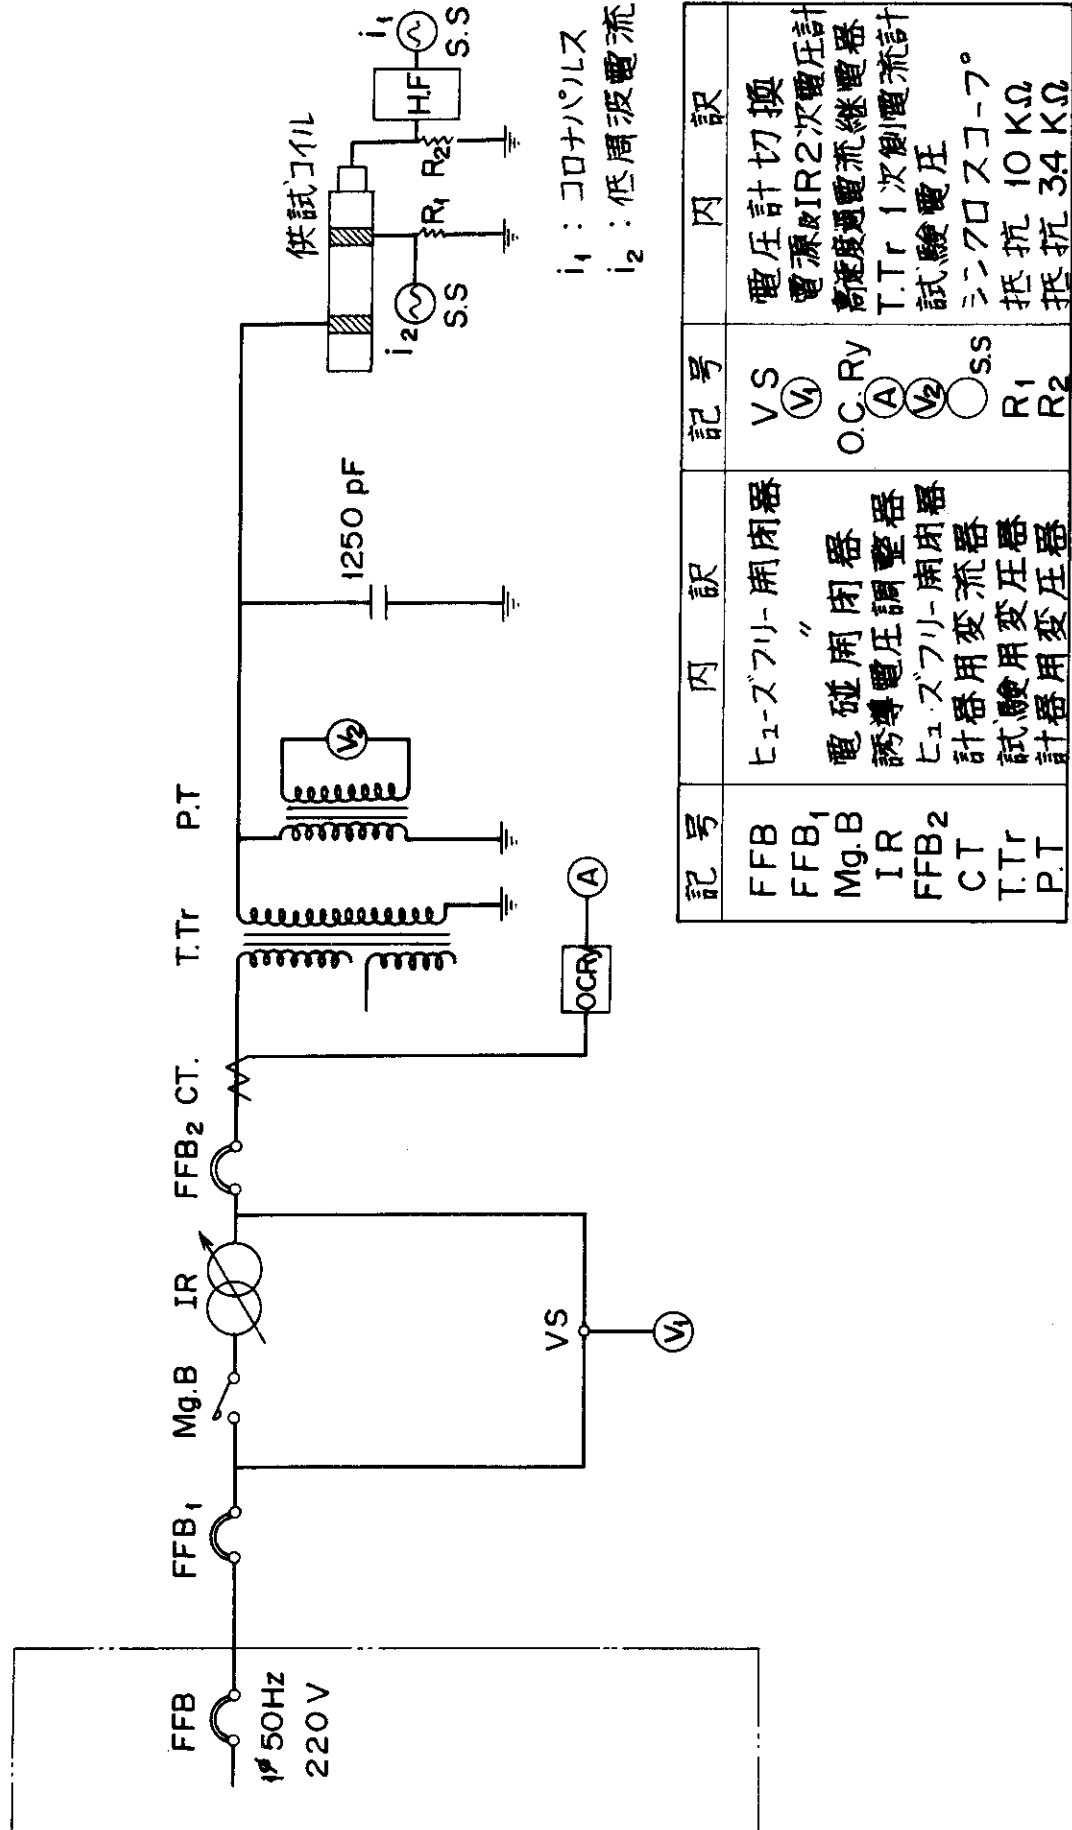 FFB
1φ50Hz
220V
FFB₁
Mg.B
IR
FFB₂
CT.
T.Tr
P.T
VS
V₁
OCRy
A
V₂
1250 pF
供試コイル
i₂
S.S
R₁
R₂
H.F
i₁
S.S
i₁ : コロナパルス
i₂ : 低周波電流
記号 内訳 記号 内訳
FFB ヒューズフリー開閉器 VS 電圧計切換
FFB₁ 〃 V₁ 電源及IR2次電圧計
Mg.B 電磁開閉器 O.C.Ry 高速度過電流継電器
IR 誘導電圧調整器 A T.Tr 1次側電流計
FFB₂ ヒューズフリー開閉器 V₂ 試験電圧
CT 計器用変流器 S.S シンクロスコープ
T.Tr 試験用変圧器 R₁ 抵抗 10 KΩ
P.T 計器用変圧器 R₂ 抵抗 3.4 KΩ